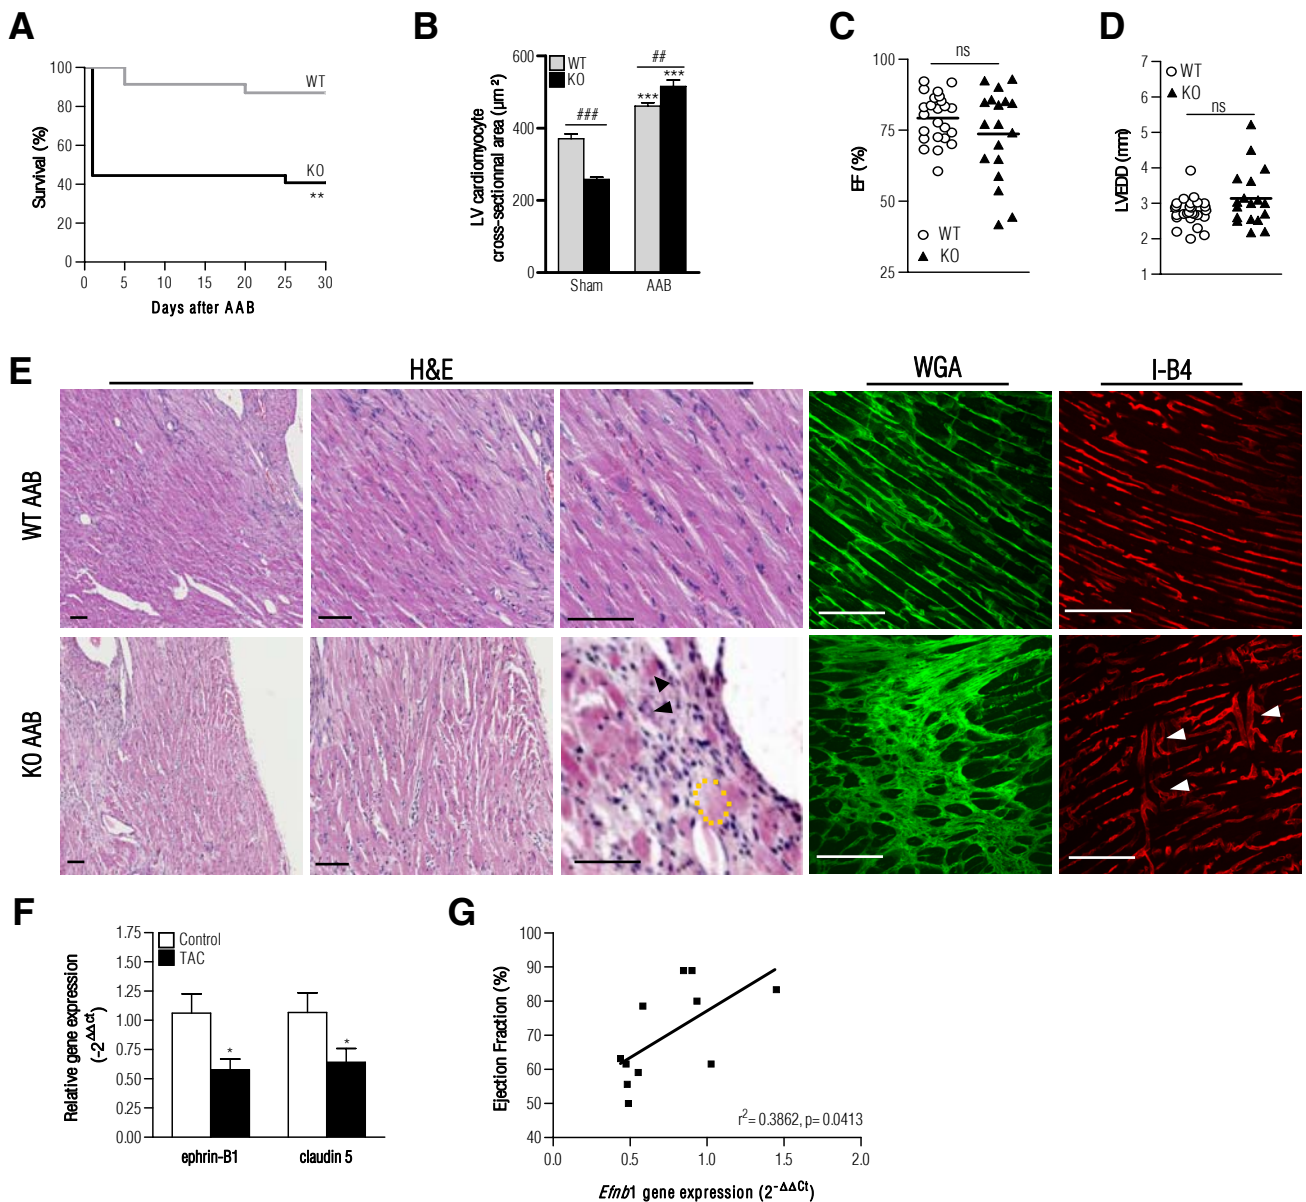 A
Survival (%)
100
80
60
40
20
0
WT
KO
**
0 5 10 15 20 25 30
Days after AAB
B
LV cardiomyocyte
cross-sectionnal area (µm²)
600
400
200
0
WT
KO
###
##
***
***
Sham AAB
C
EF (%)
100
75
50
25
ns
WT
KO
D
LVEDD (mm)
7
6
5
4
3
2
1
WT
KO
ns
E
H&E
WGA
I-B4
WT AAB
KO AAB
F
Relative gene expression
(-2^ΔΔCt)
1.75
1.50
1.25
1.00
0.75
0.50
0.25
0.00
Control
TAC
*
*
ephrin-B1 claudin 5
G
Ejection Fraction (%)
100
90
80
70
60
50
40
r²= 0.3862, p= 0.0413
0.0 0.5 1.0 1.5 2.0
Efnb1 gene expression (2^-ΔΔCt)